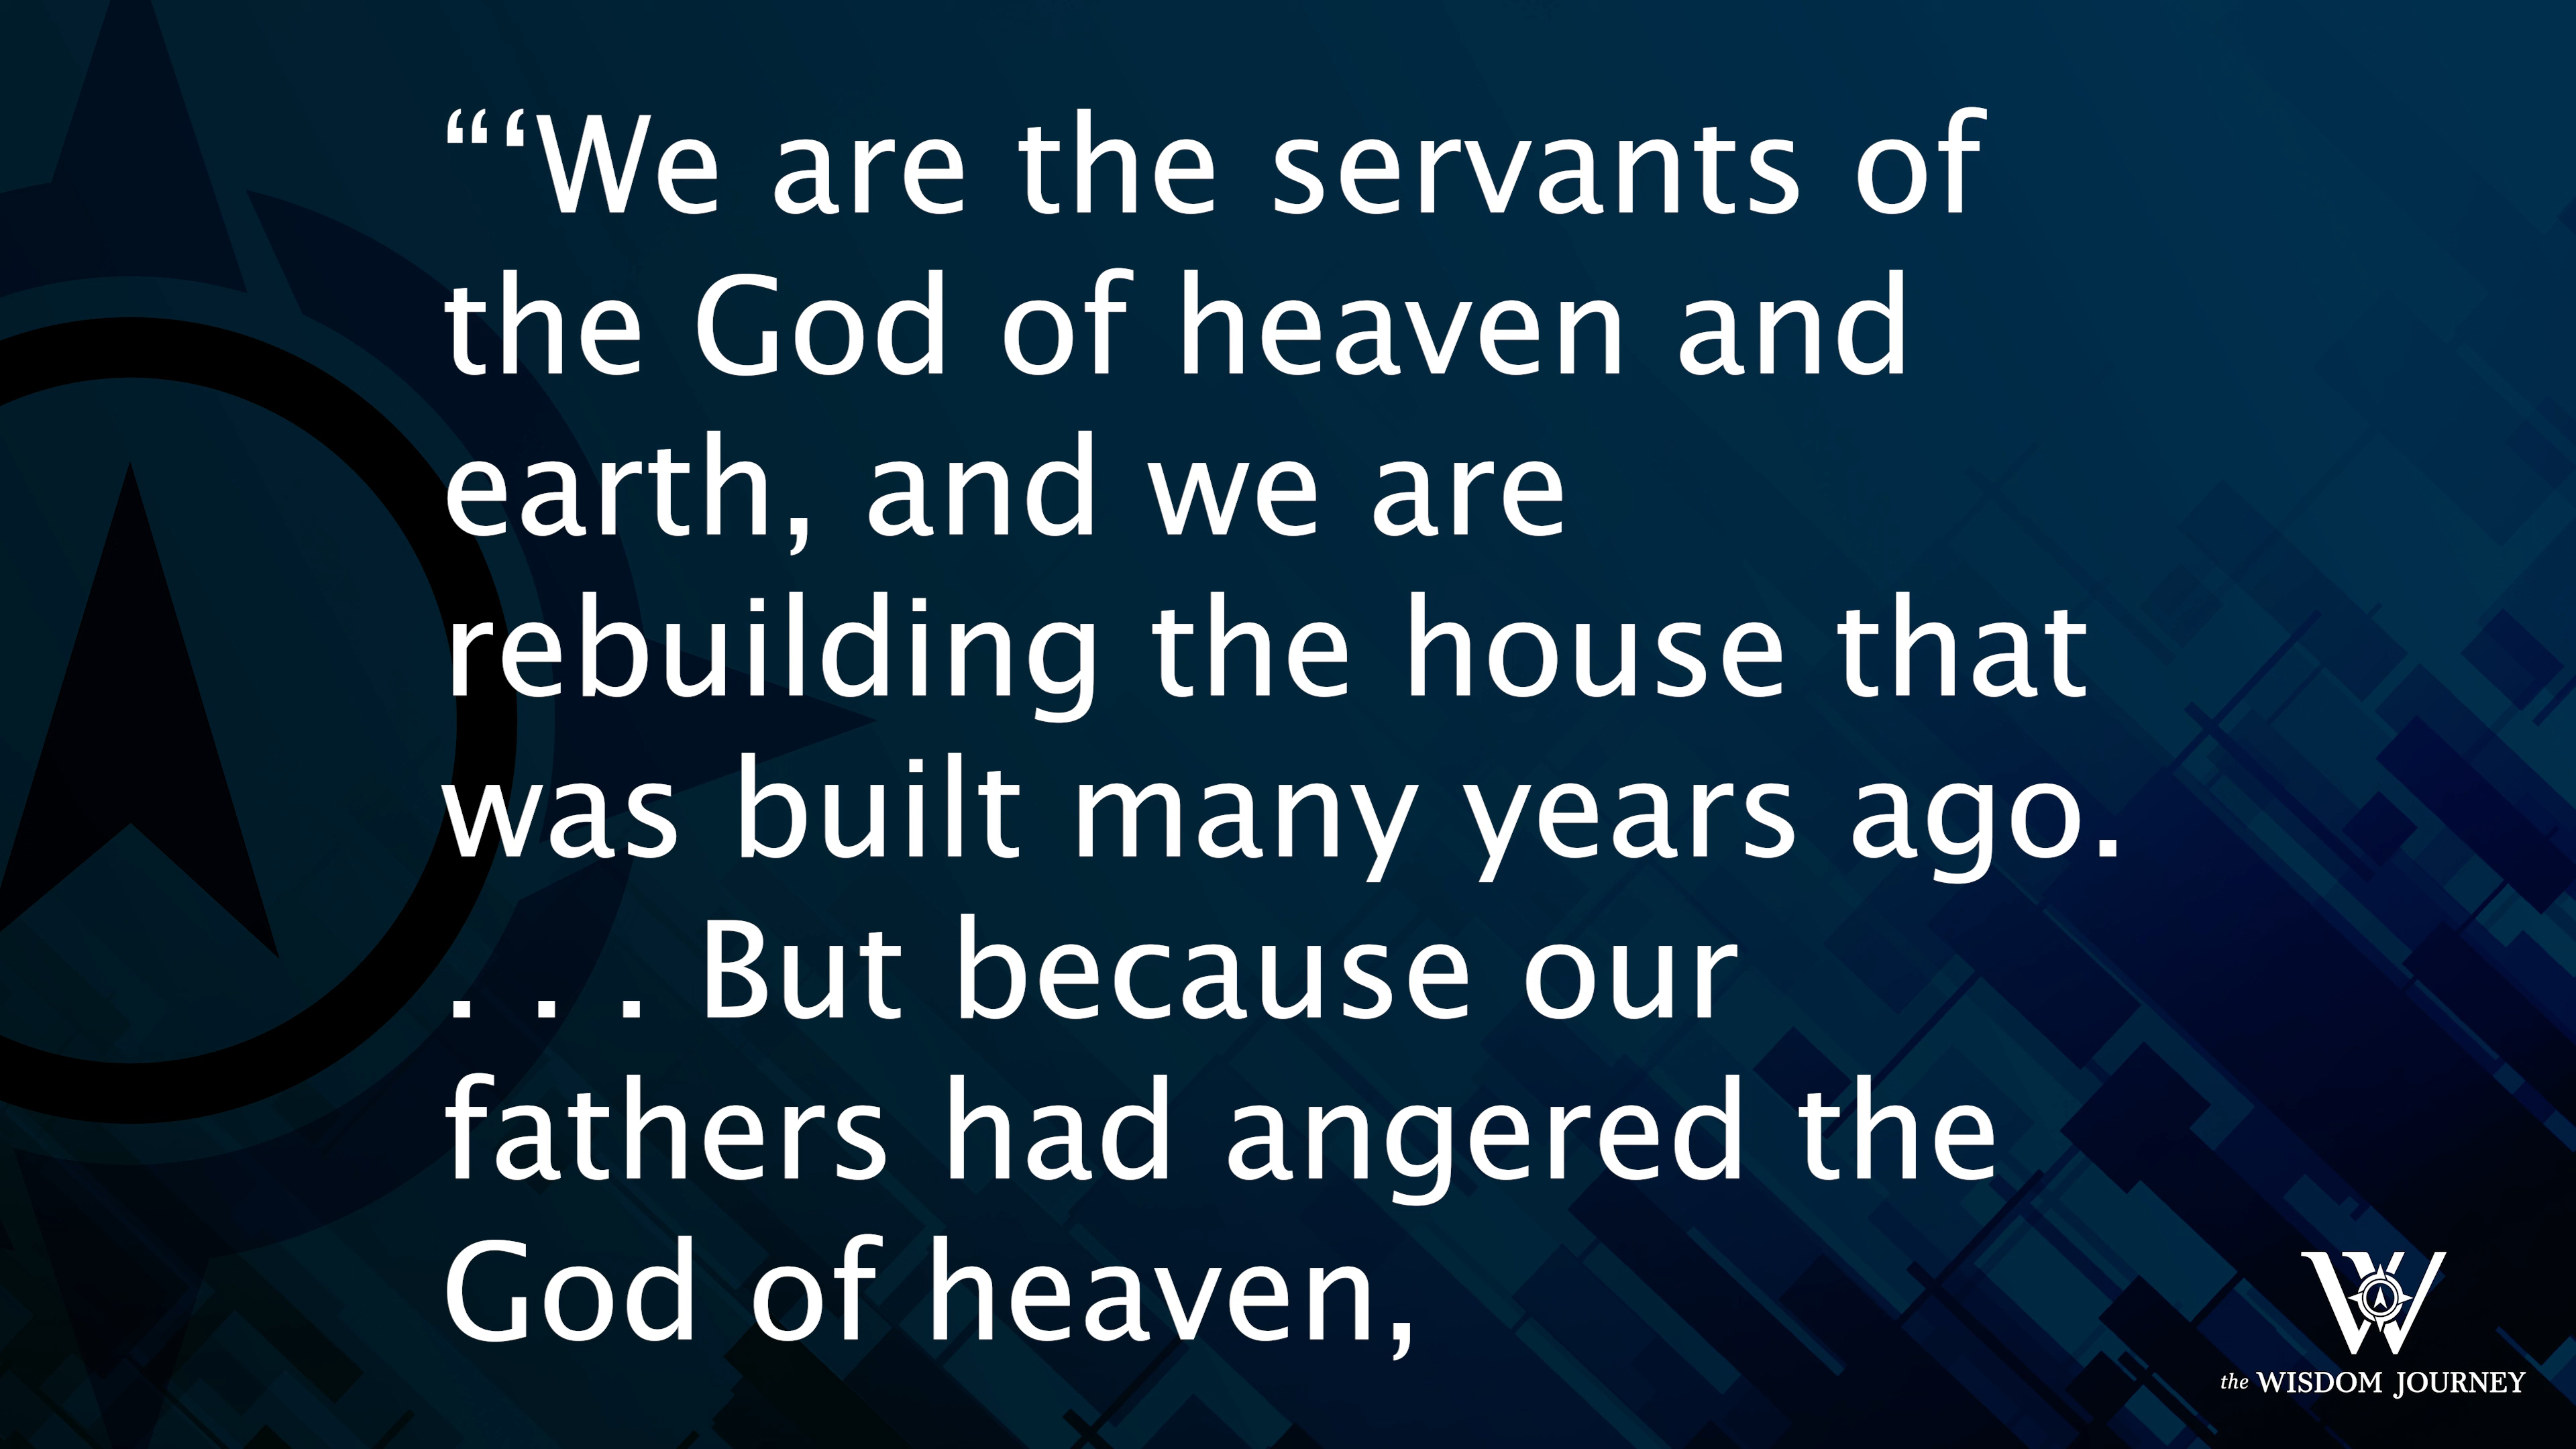 “‘We are the servants of
the God of heaven and
earth, and we are
rebuilding the house that
was built many years ago.
. . . But because our
fathers had angered the
God of heaven,
W
the WISDOM JOURNEY